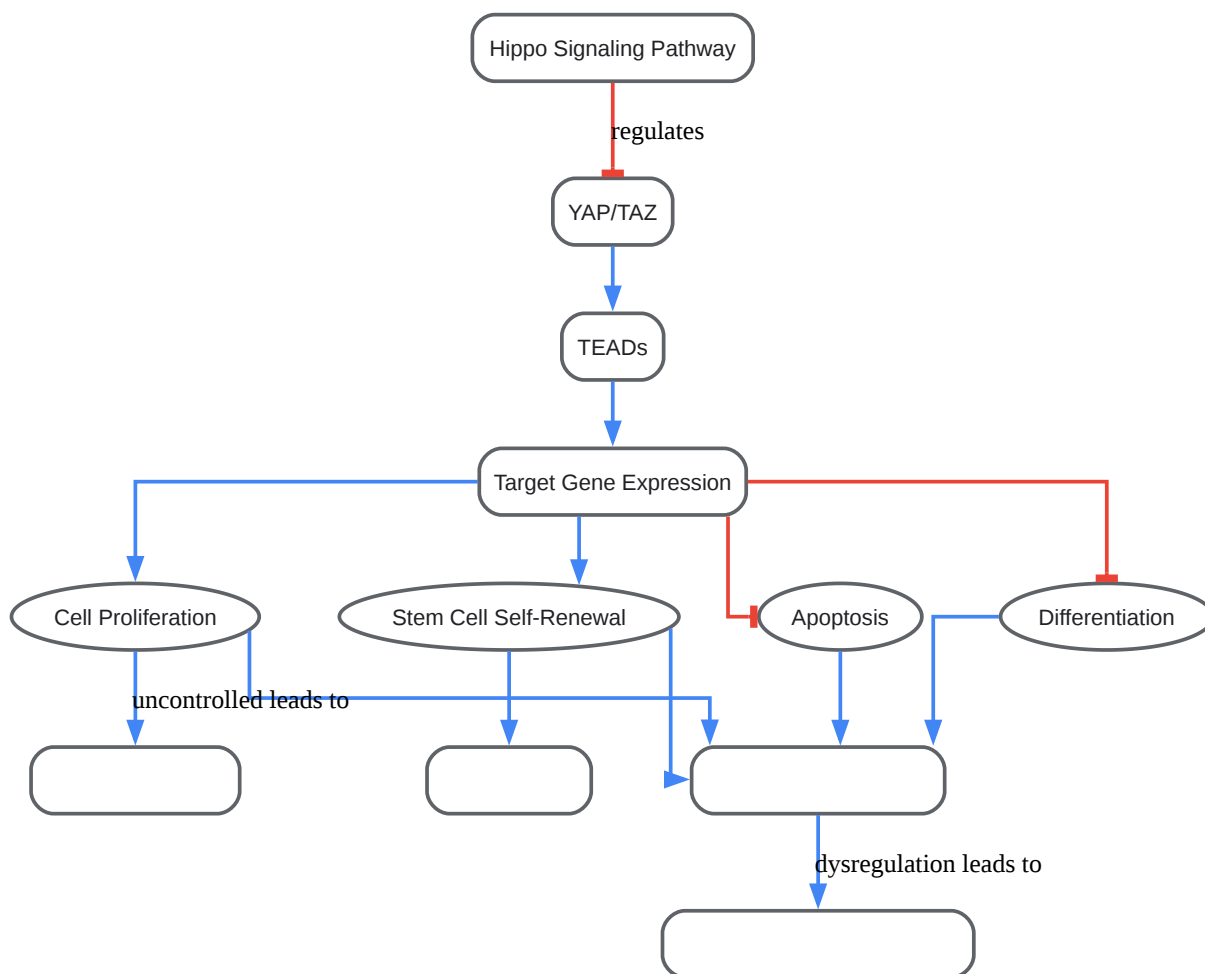 Hippo Signaling Pathway
regulates
YAP/TAZ
TEADs
Target Gene Expression
Cell Proliferation
Stem Cell Self-Renewal
Apoptosis
Differentiation
uncontrolled leads to
dysregulation leads to